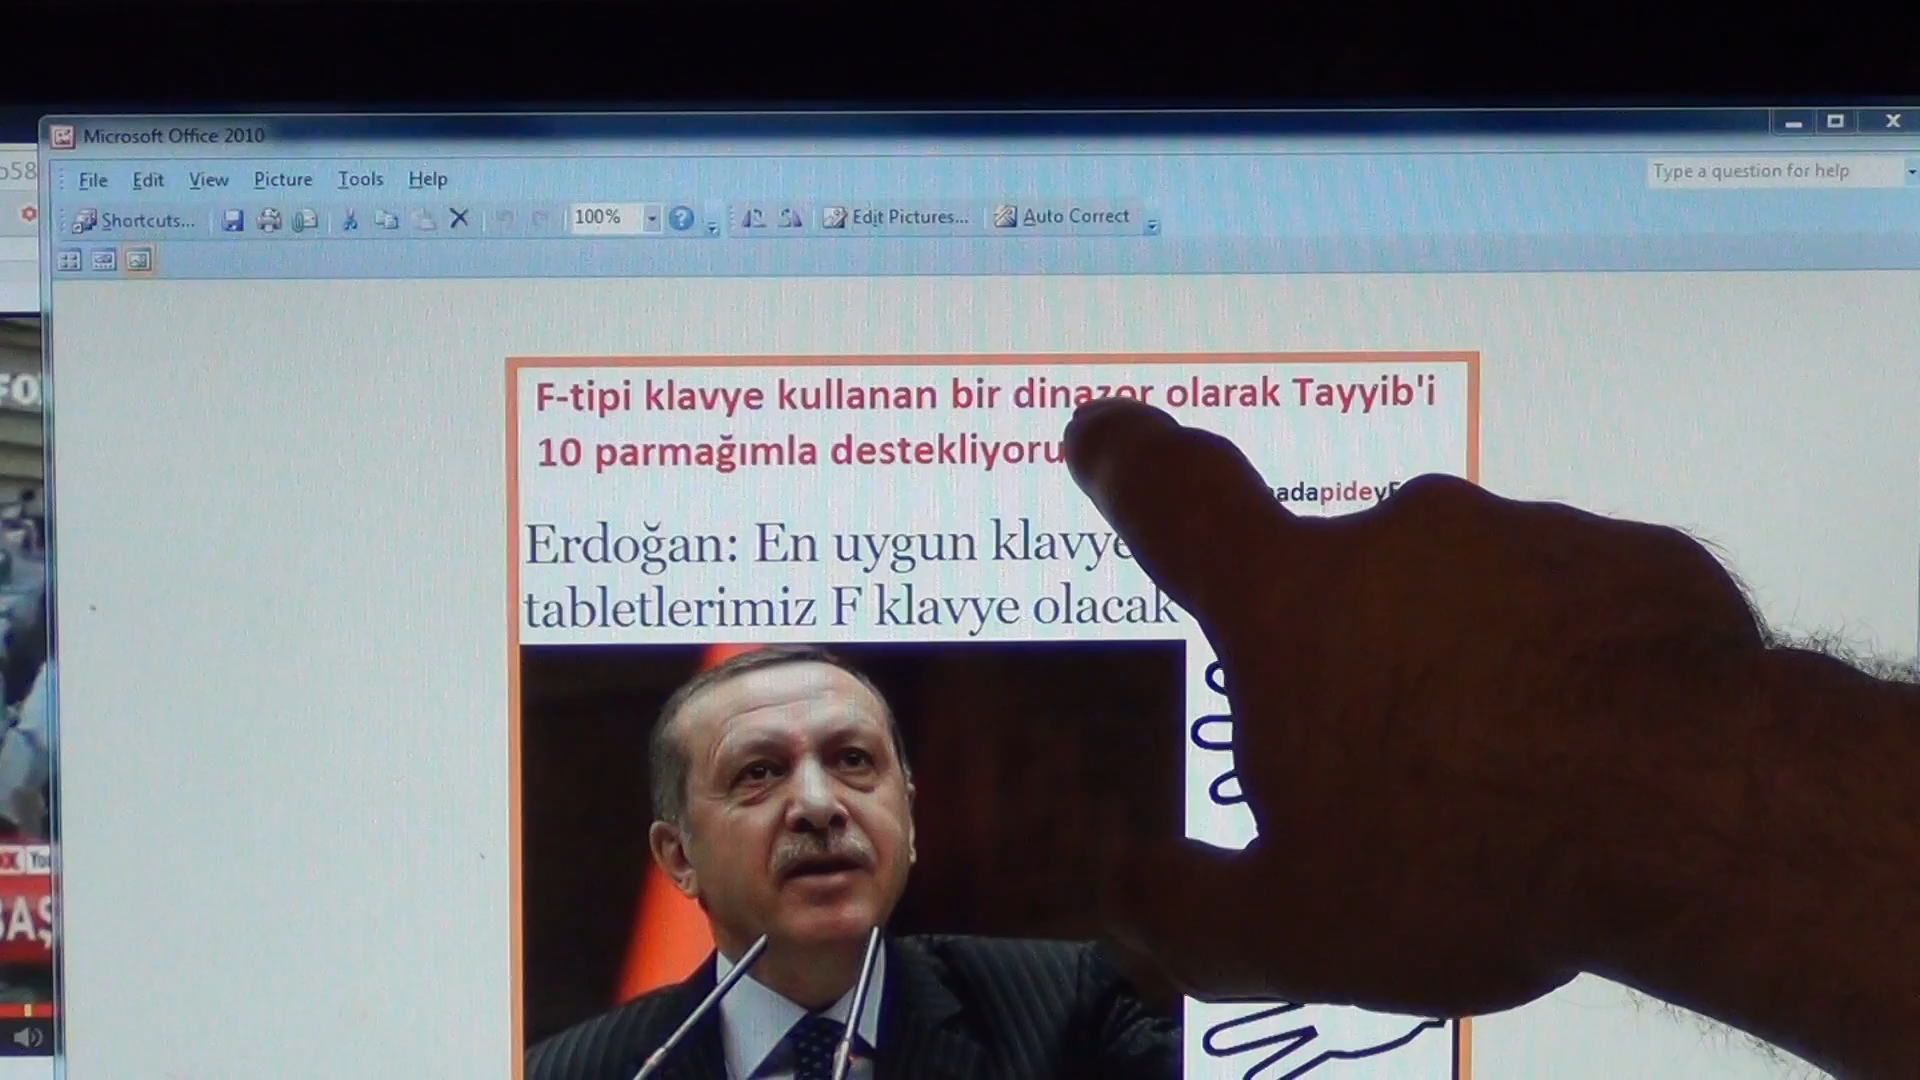 Microsoft Office 2010
File Edit View Picture Tools Help
Type a question for help
Shortcuts... 100% Edit Pictures... Auto Correct
F-tipi klavye kullanan bir dinazor olarak Tayyib'i
10 parmağımla destekliyoru
adapideyF
Erdoğan: En uygun klavye
tabletlerimiz F klavye olacak